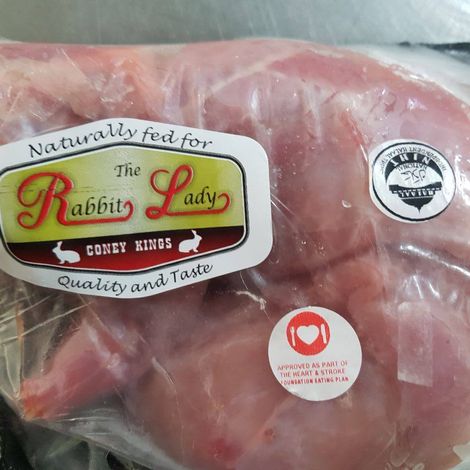 Naturally fed for
The
Rabbit Lady
CONEY KINGS
Quality and Taste
APPROVED AS PART OF
THE HEART & STROKE
FOUNDATION EATING PLAN